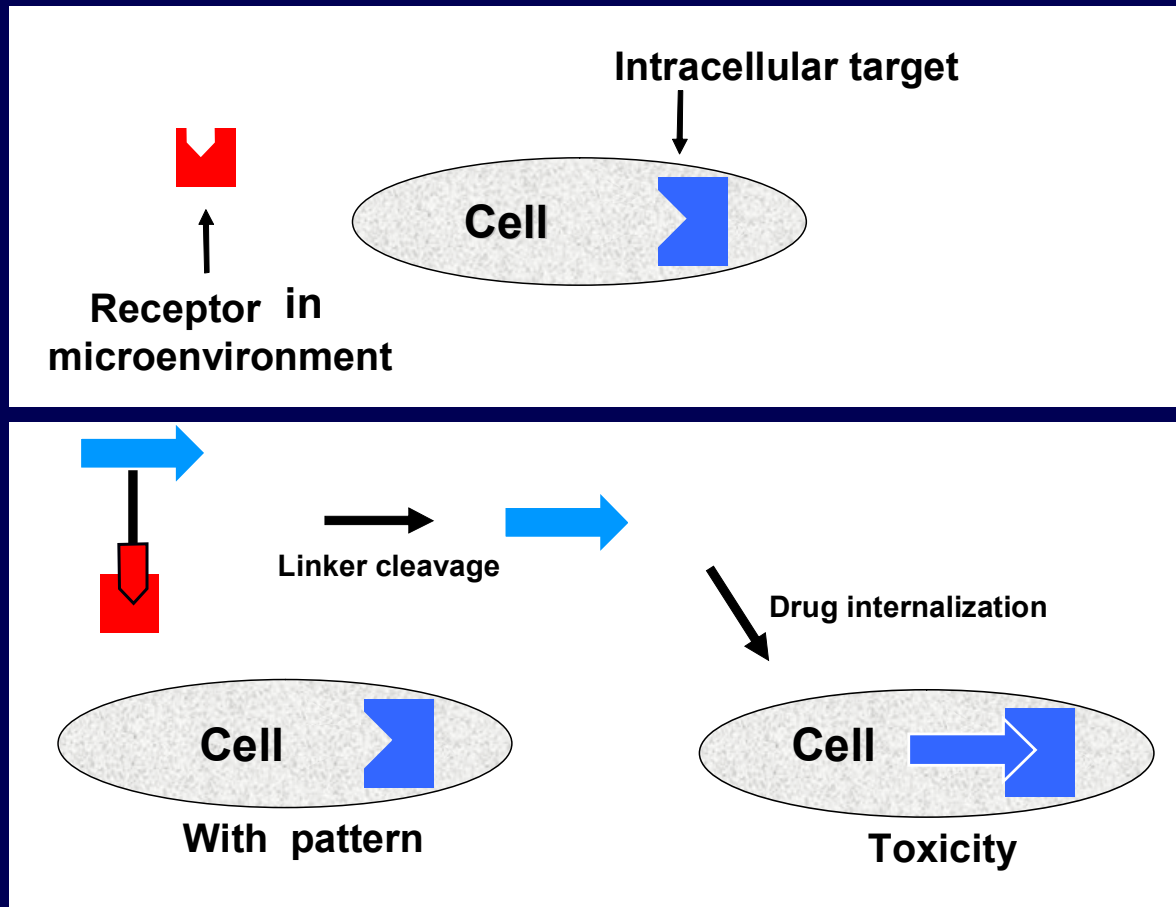 Intracellular target
Cell
Receptor in
microenvironment
Linker cleavage
Drug internalization
Cell
With pattern
Cell
Toxicity